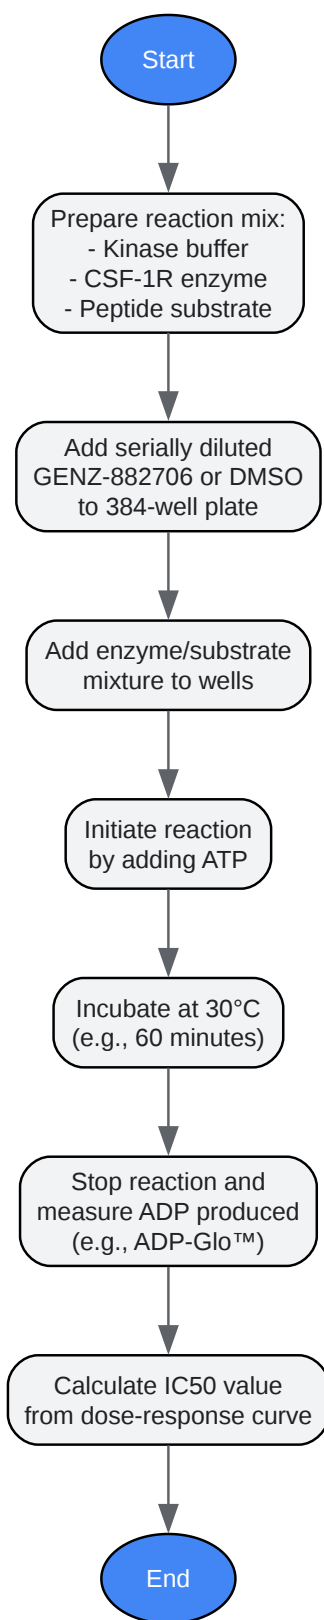 Start
Prepare reaction mix:
- Kinase buffer
- CSF-1R enzyme
- Peptide substrate
Add serially diluted
GENZ-882706 or DMSO
to 384-well plate
Add enzyme/substrate
mixture to wells
Initiate reaction
by adding ATP
Incubate at 30°C
(e.g., 60 minutes)
Stop reaction and
measure ADP produced
(e.g., ADP-Glo™)
Calculate IC50 value
from dose-response curve
End